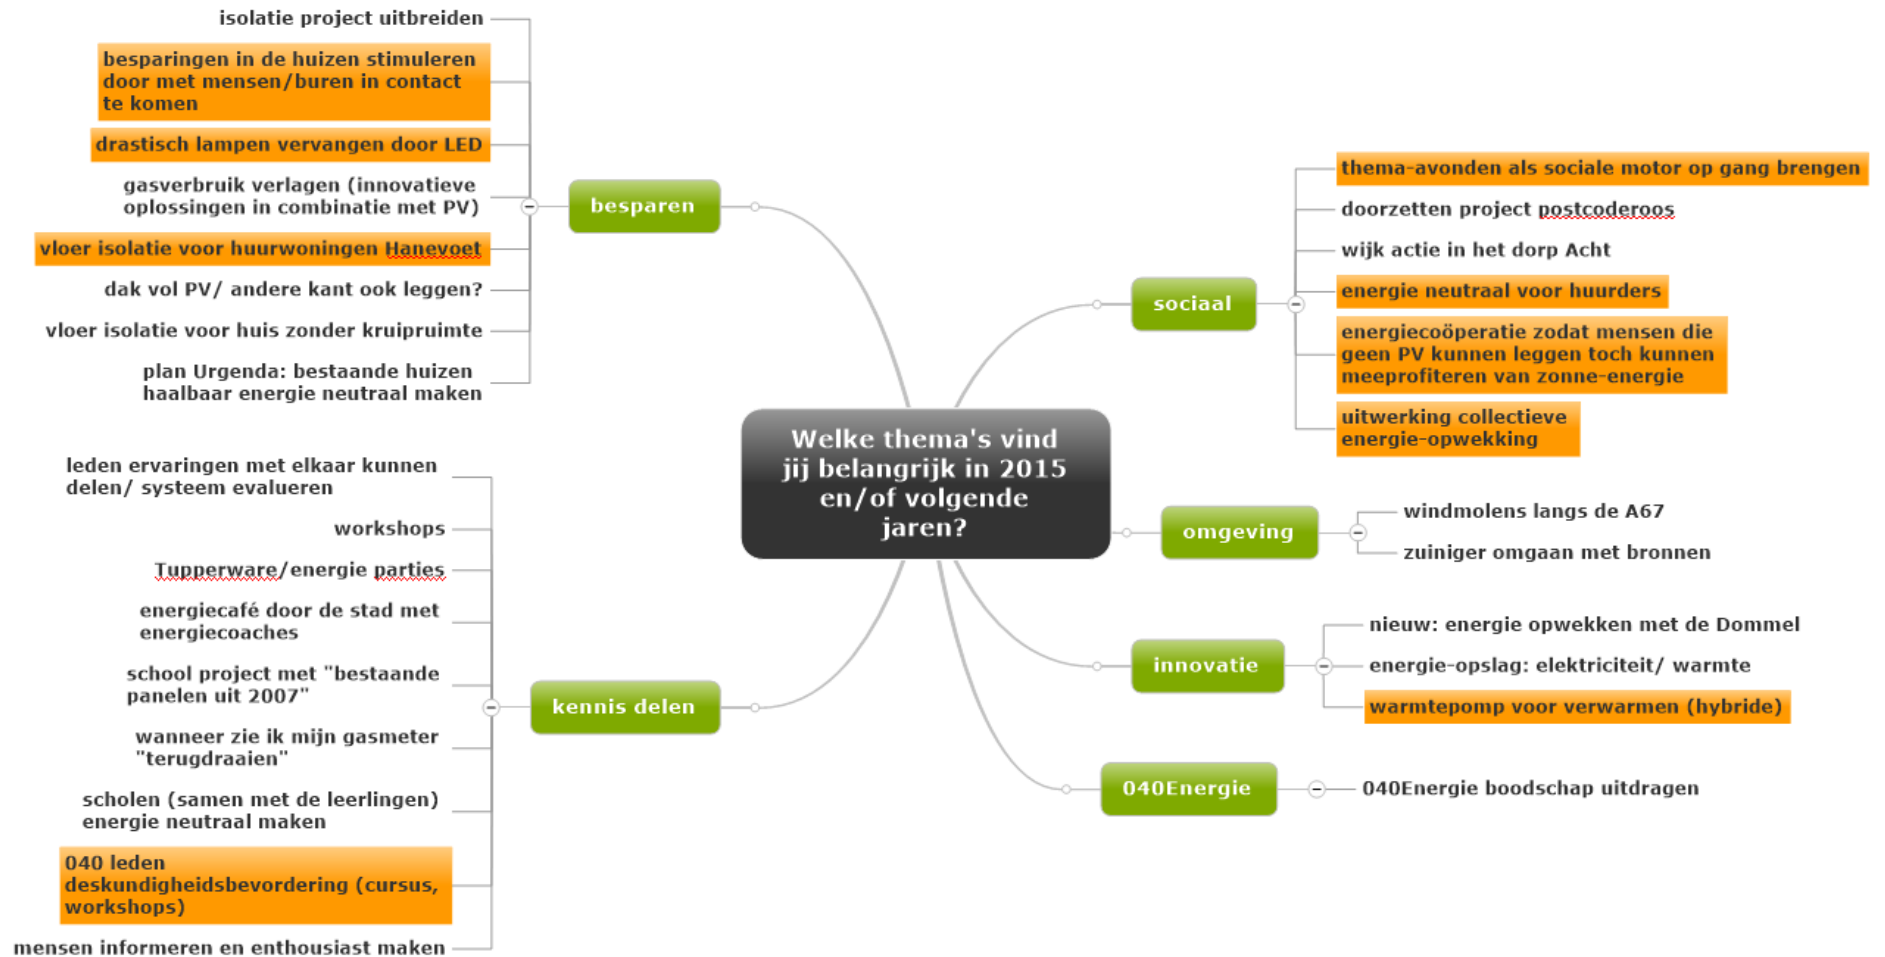 isolatie project uitbreiden
besparingen in de huizen stimuleren
door met mensen/buren in contact
te komen
drastisch lampen vervangen door LED
gasverbruik verlagen (innovatieve
oplossingen in combinatie met PV)
vloer isolatie voor huurwoningen Hanevoet
dak vol PV/ andere kant ook leggen?
vloer isolatie voor huis zonder kruipruimte
plan Urgenda: bestaande huizen
haalbaar energie neutraal maken
besparen
leden ervaringen met elkaar kunnen
delen/ systeem evalueren
workshops
Tupperware/energie parties
energiecafé door de stad met
energiecoaches
school project met "bestaande
panelen uit 2007"
wanneer zie ik mijn gasmeter
"terugdraaien"
scholen (samen met de leerlingen)
energie neutraal maken
040 leden
deskundigheidsbevordering (cursus,
workshops)
mensen informeren en enthousiast maken
kennis delen
Welke thema's vind
jij belangrijk in 2015
en/of volgende
jaren?
sociaal
thema-avonden als sociale motor op gang brengen
doorzetten project postcoderoos
wijk actie in het dorp Acht
energie neutraal voor huurders
energiecoöperatie zodat mensen die
geen PV kunnen leggen toch kunnen
meeprofiteren van zonne-energie
uitwerking collectieve
energie-opwekking
omgeving
windmolens langs de A67
zuiniger omgaan met bronnen
innovatie
nieuw: energie opwekken met de Dommel
energie-opslag: elektriciteit/ warmte
warmtepomp voor verwarmen (hybride)
040Energie
040Energie boodschap uitdragen